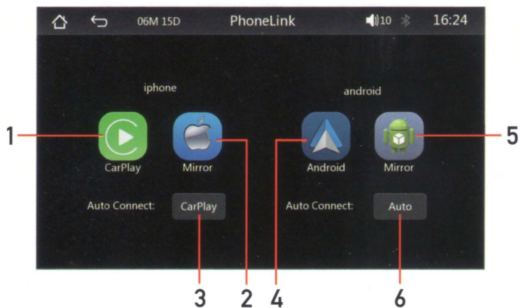 06M 15D PhoneLink 10 16:24
iphone android
1 5
CarPlay Mirror Android Mirror
Auto Connect: CarPlay Auto Connect: Auto
3 2 4 6